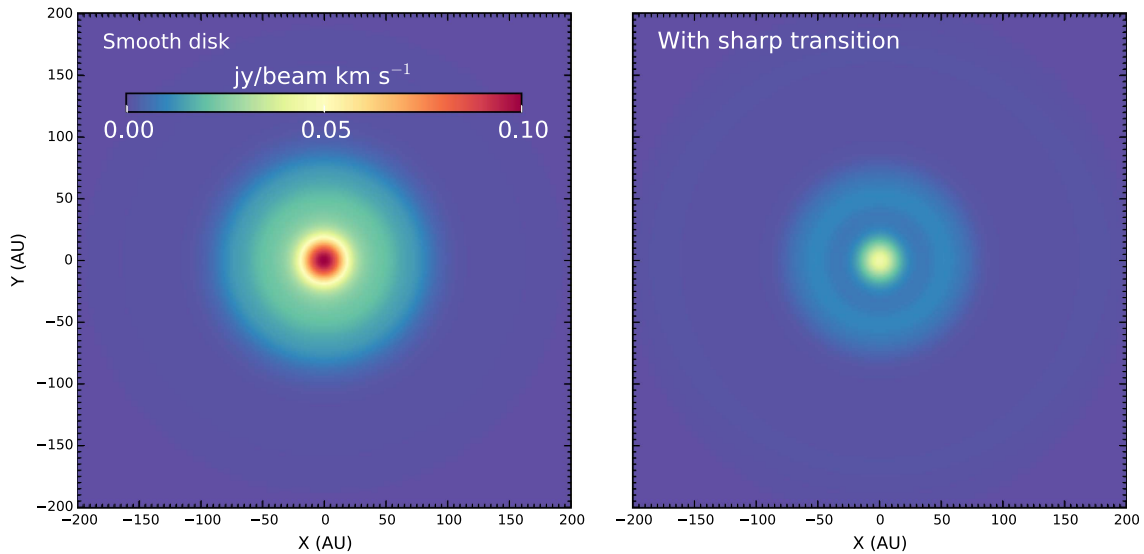 Smooth disk
jy/beam km s⁻¹
0.00 0.05 0.10
200
150
100
50
0
−50
−100
−150
−200
Y (AU)
−200 −150 −100 −50 0 50 100 150 200
X (AU)
With sharp transition
−200 −150 −100 −50 0 50 100 150 200
X (AU)